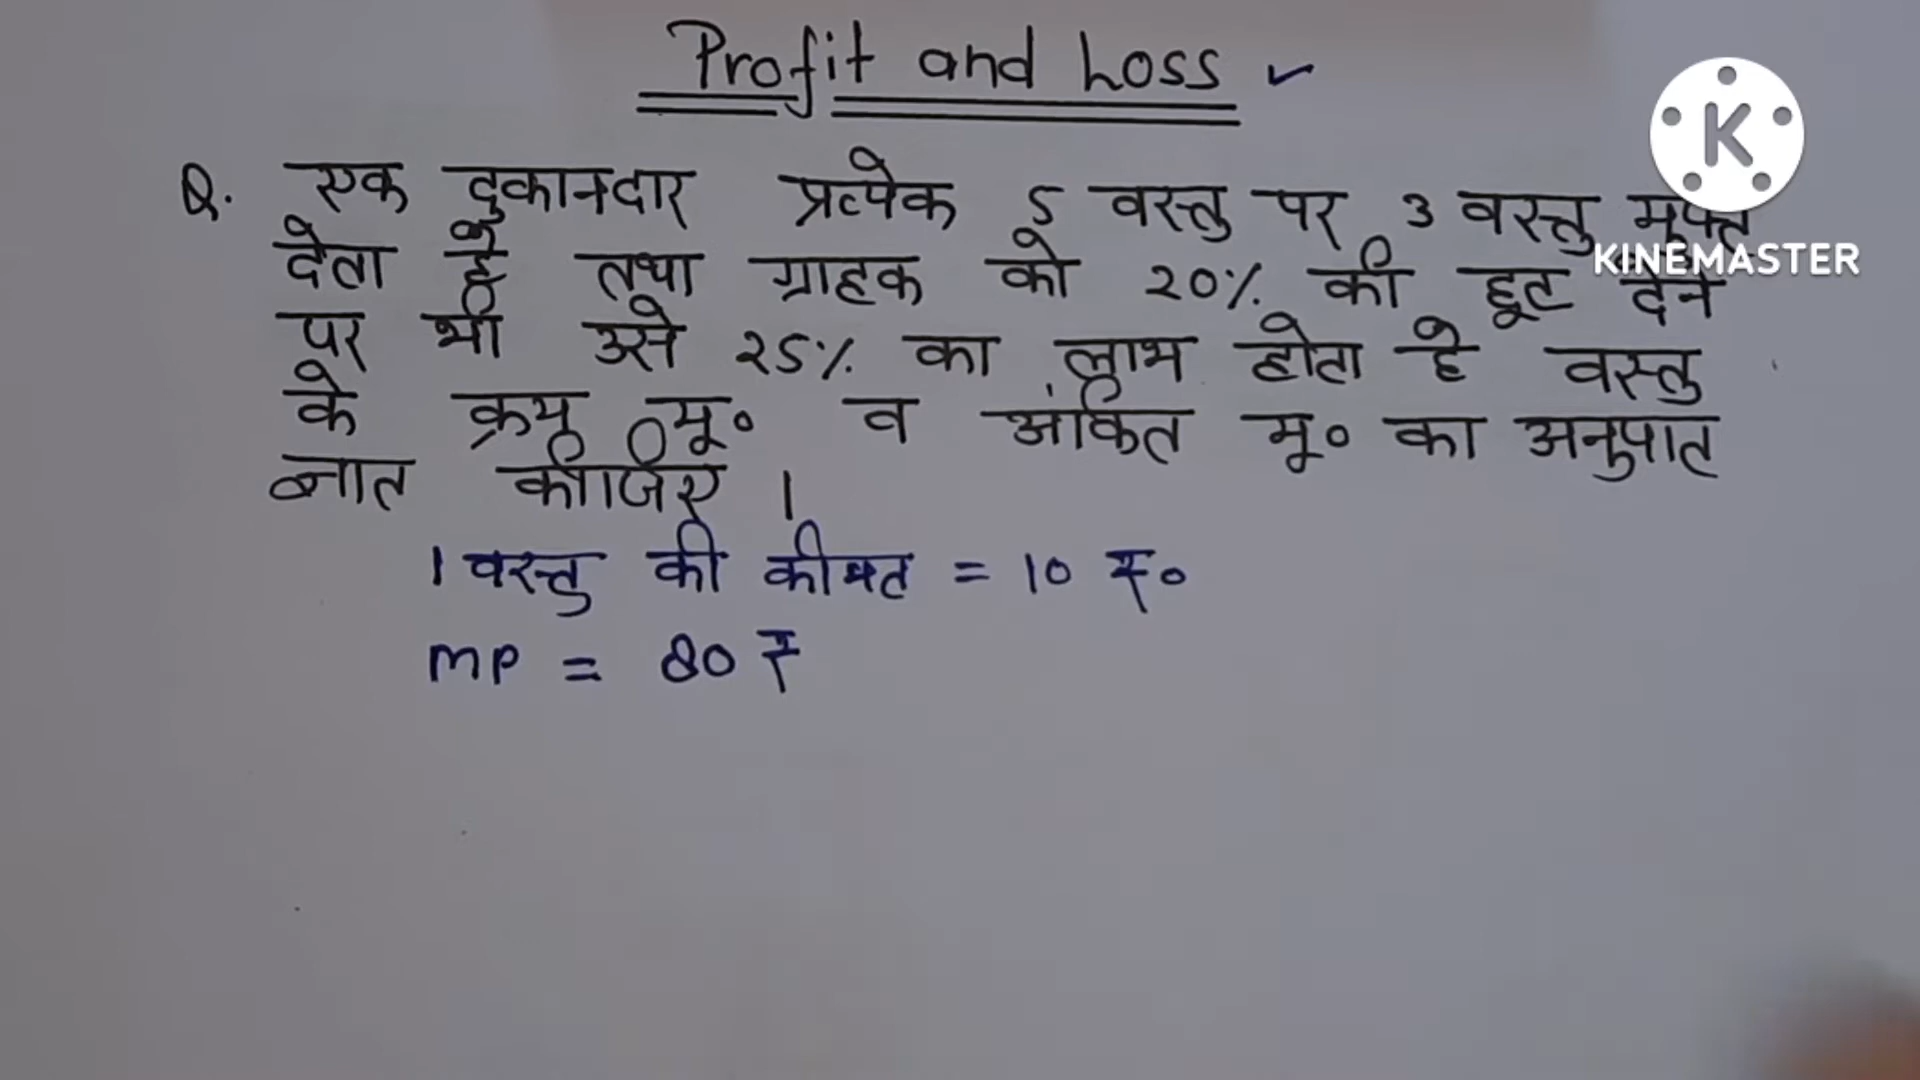 Profit and Loss
Q. एक दुकानदार प्रत्येक 5 वस्तु पर 3 वस्तु मुफ्त
देता है तथा ग्राहक को 20% की छूट देने
पर भी उसे 25% का लाभ होता है वस्तु
के क्रय मू० व अंकित मू० का अनुपात
ज्ञात कीजिए ।
1 वस्तु की कीमत = 10 रु०
MP = 80 ₹
K
KINEMASTER